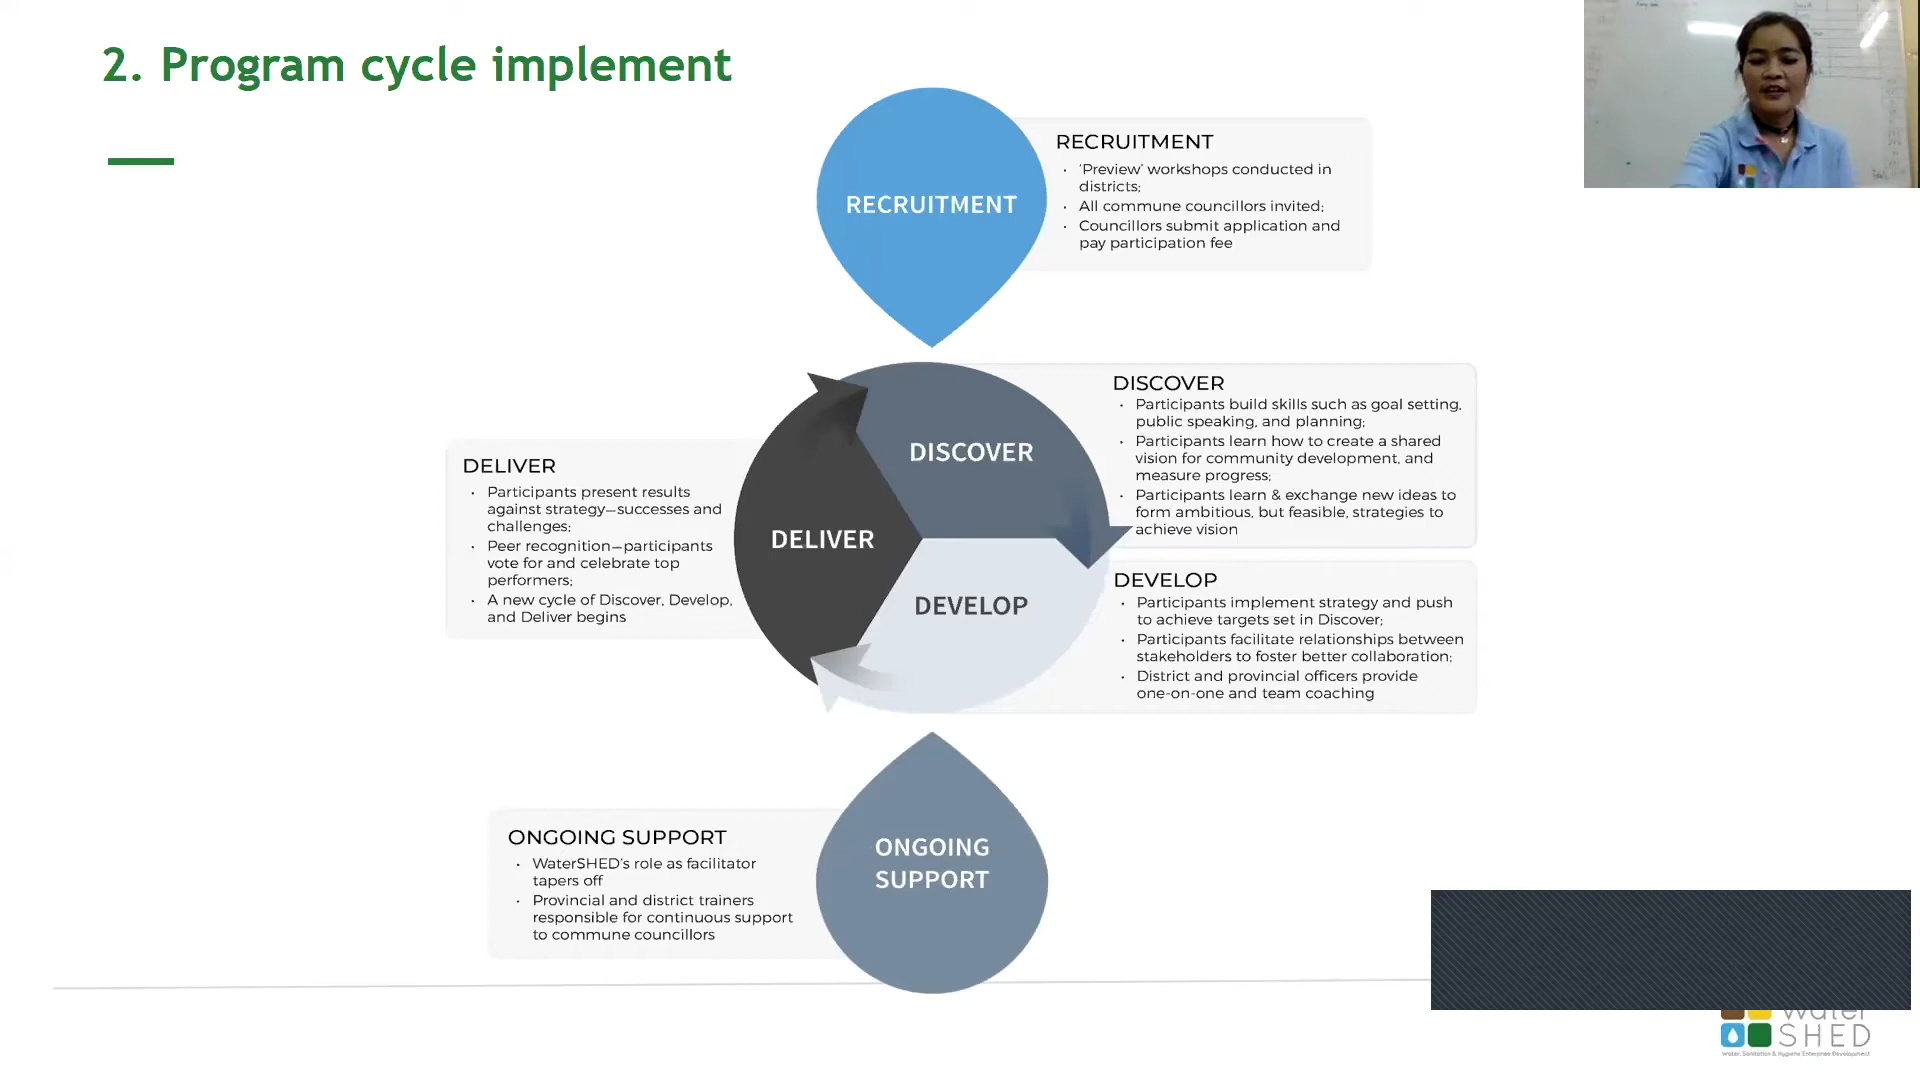 2. Program cycle implement
RECRUITMENT
RECRUITMENT
• ‘Preview’ workshops conducted in
districts;
• All commune councillors invited;
• Councillors submit application and
pay participation fee
DISCOVER
DISCOVER
• Participants build skills such as goal setting,
public speaking, and planning;
• Participants learn how to create a shared
vision for community development, and
measure progress;
• Participants learn & exchange new ideas to
form ambitious, but feasible, strategies to
achieve vision
DEVELOP
DEVELOP
• Participants implement strategy and push
to achieve targets set in Discover;
• Participants facilitate relationships between
stakeholders to foster better collaboration;
• District and provincial officers provide
one-on-one and team coaching
DELIVER
DELIVER
• Participants present results
against strategy—successes and
challenges;
• Peer recognition—participants
vote for and celebrate top
performers;
• A new cycle of Discover, Develop,
and Deliver begins
ONGOING SUPPORT
• WaterSHED’s role as facilitator
tapers off
• Provincial and district trainers
responsible for continuous support
to commune councillors
ONGOING
SUPPORT
Water
SHED
Water, Sanitation & Hygiene Enterprise Development